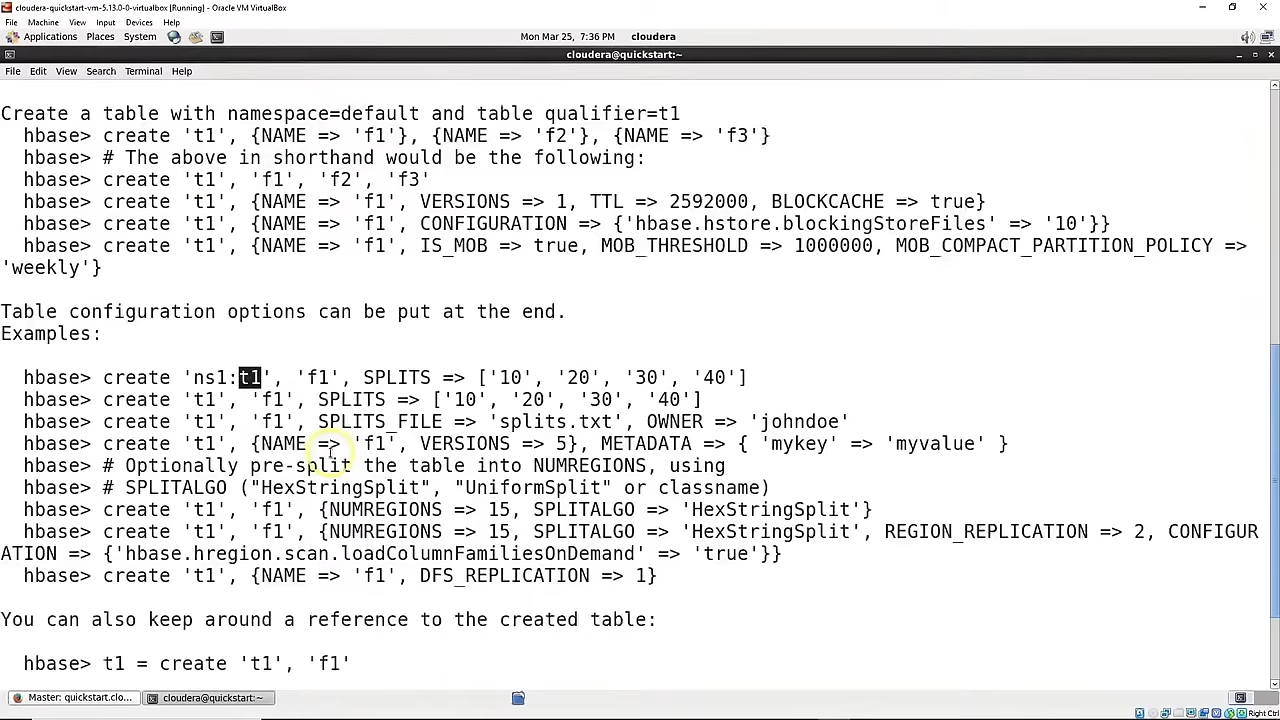 cloudera-quickstart-vm-5.13.0-0-virtualbox [Running] - Oracle VM VirtualBox
File Machine View Input Devices Help
Applications Places System Mon Mar 25, 7:36 PM cloudera
cloudera@quickstart:~
File Edit View Search Terminal Help
Create a table with namespace=default and table qualifier=t1
hbase> create 't1', {NAME => 'f1'}, {NAME => 'f2'}, {NAME => 'f3'}
hbase> # The above in shorthand would be the following:
hbase> create 't1', 'f1', 'f2', 'f3'
hbase> create 't1', {NAME => 'f1', VERSIONS => 1, TTL => 2592000, BLOCKCACHE => true}
hbase> create 't1', {NAME => 'f1', CONFIGURATION => {'hbase.hstore.blockingStoreFiles' => '10'}}
hbase> create 't1', {NAME => 'f1', IS_MOB => true, MOB_THRESHOLD => 1000000, MOB_COMPACT_PARTITION_POLICY =>
'weekly'}
Table configuration options can be put at the end.
Examples:
hbase> create 'ns1:t1', 'f1', SPLITS => ['10', '20', '30', '40']
hbase> create 't1', 'f1', SPLITS => ['10', '20', '30', '40']
hbase> create 't1', 'f1', SPLITS_FILE => 'splits.txt', OWNER => 'johndoe'
hbase> create 't1', {NAME => 'f1', VERSIONS => 5}, METADATA => { 'mykey' => 'myvalue' }
hbase> # Optionally pre-split the table into NUMREGIONS, using
hbase> # SPLITALGO ("HexStringSplit", "UniformSplit" or classname)
hbase> create 't1', 'f1', {NUMREGIONS => 15, SPLITALGO => 'HexStringSplit'}
hbase> create 't1', 'f1', {NUMREGIONS => 15, SPLITALGO => 'HexStringSplit', REGION_REPLICATION => 2, CONFIGUR
ATION => {'hbase.hregion.scan.loadColumnFamiliesOnDemand' => 'true'}}
hbase> create 't1', {NAME => 'f1', DFS_REPLICATION => 1}
You can also keep around a reference to the created table:
hbase> t1 = create 't1', 'f1'
Master: quickstart.clo... cloudera@quickstart:~
Right Ctrl